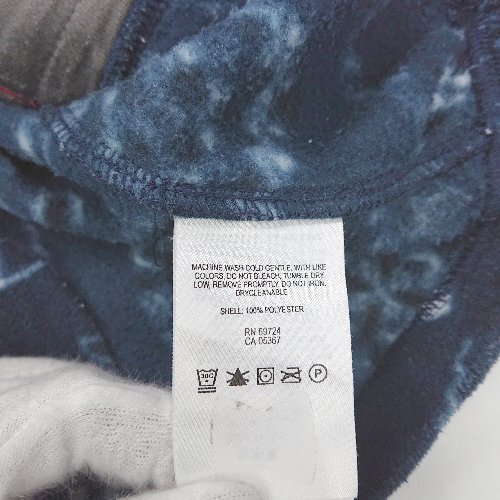 MACHINE WASH COLD GENTLE, WITH LIKE
COLORS, DO NOT BLEACH, TUMBLE DRY
LOW, REMOVE PROMPTLY. DO NOT IRON,
DRYCLEANABLE
SHELL: 100% POLYESTER
RN 69724
CA 05367
30C P